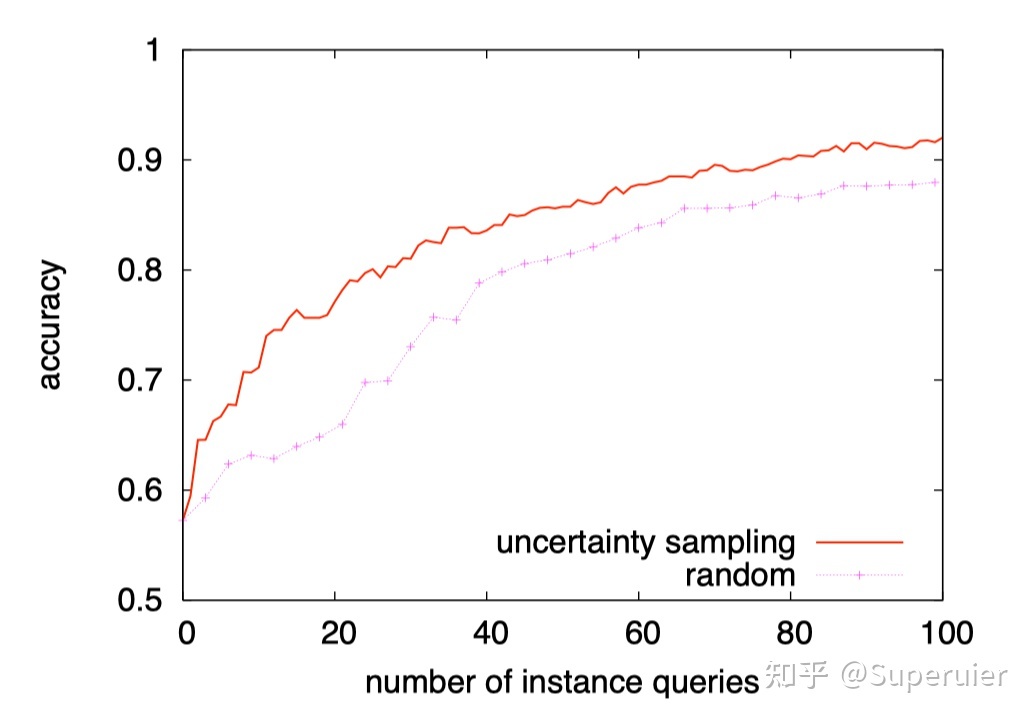 1
0.9
0.8
0.7
0.6
0.5
accuracy
uncertainty sampling
random
0 20 40 60 80 100
number of instance queries
知乎 @Superuier